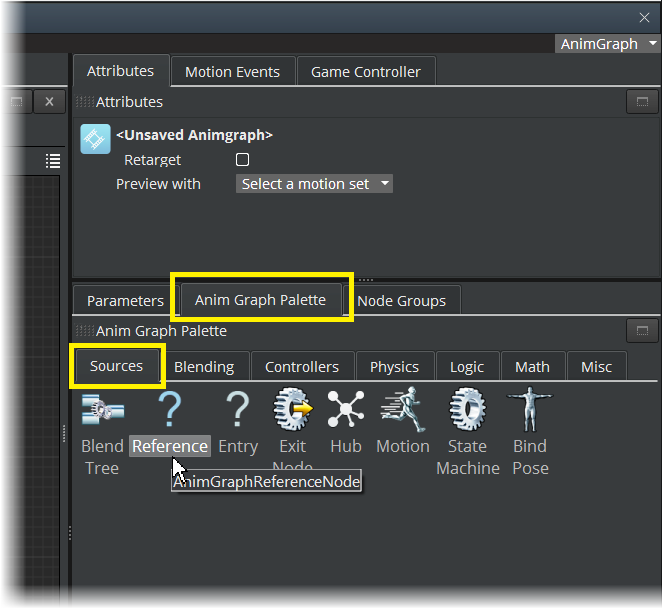 AnimGraph
Attributes Motion Events Game Controller
Attributes
<Unsaved Animgraph>
Retarget
Preview with Select a motion set
Parameters Anim Graph Palette Node Groups
Anim Graph Palette
Sources Blending Controllers Physics Logic Math Misc
Blend Tree
Reference
Entry
Exit Node
Hub
Motion
State Machine
Bind Pose
AnimGraphReferenceNode